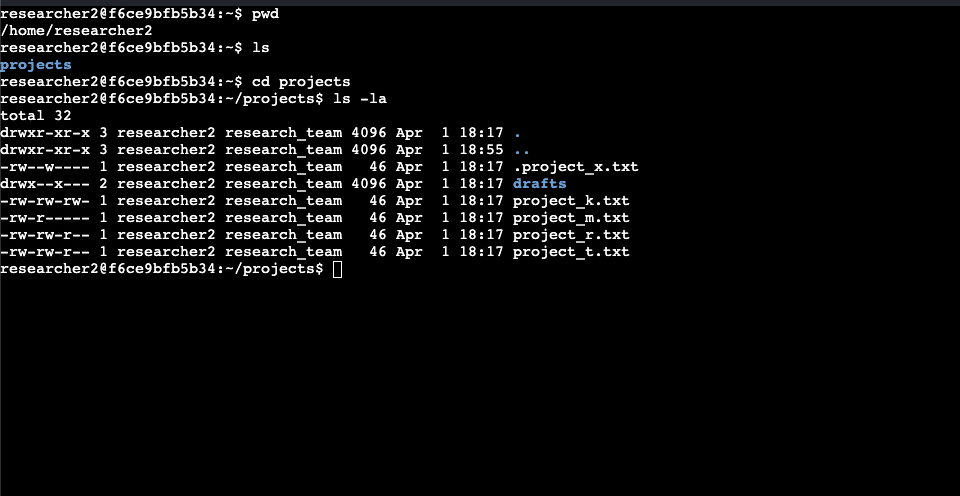 researcher2@f6ce9bfb5b34:~$ pwd
/home/researcher2
researcher2@f6ce9bfb5b34:~$ ls
projects
researcher2@f6ce9bfb5b34:~$ cd projects
researcher2@f6ce9bfb5b34:~/projects$ ls -la
total 32
drwxr-xr-x 3 researcher2 research_team 4096 Apr  1 18:17 .
drwxr-xr-x 3 researcher2 research_team 4096 Apr  1 18:55 ..
-rw--w---- 1 researcher2 research_team   46 Apr  1 18:17 .project_x.txt
drwx--x--- 2 researcher2 research_team 4096 Apr  1 18:17 drafts
-rw-rw-rw- 1 researcher2 research_team   46 Apr  1 18:17 project_k.txt
-rw-r----- 1 researcher2 research_team   46 Apr  1 18:17 project_m.txt
-rw-rw-r-- 1 researcher2 research_team   46 Apr  1 18:17 project_r.txt
-rw-rw-r-- 1 researcher2 research_team   46 Apr  1 18:17 project_t.txt
researcher2@f6ce9bfb5b34:~/projects$